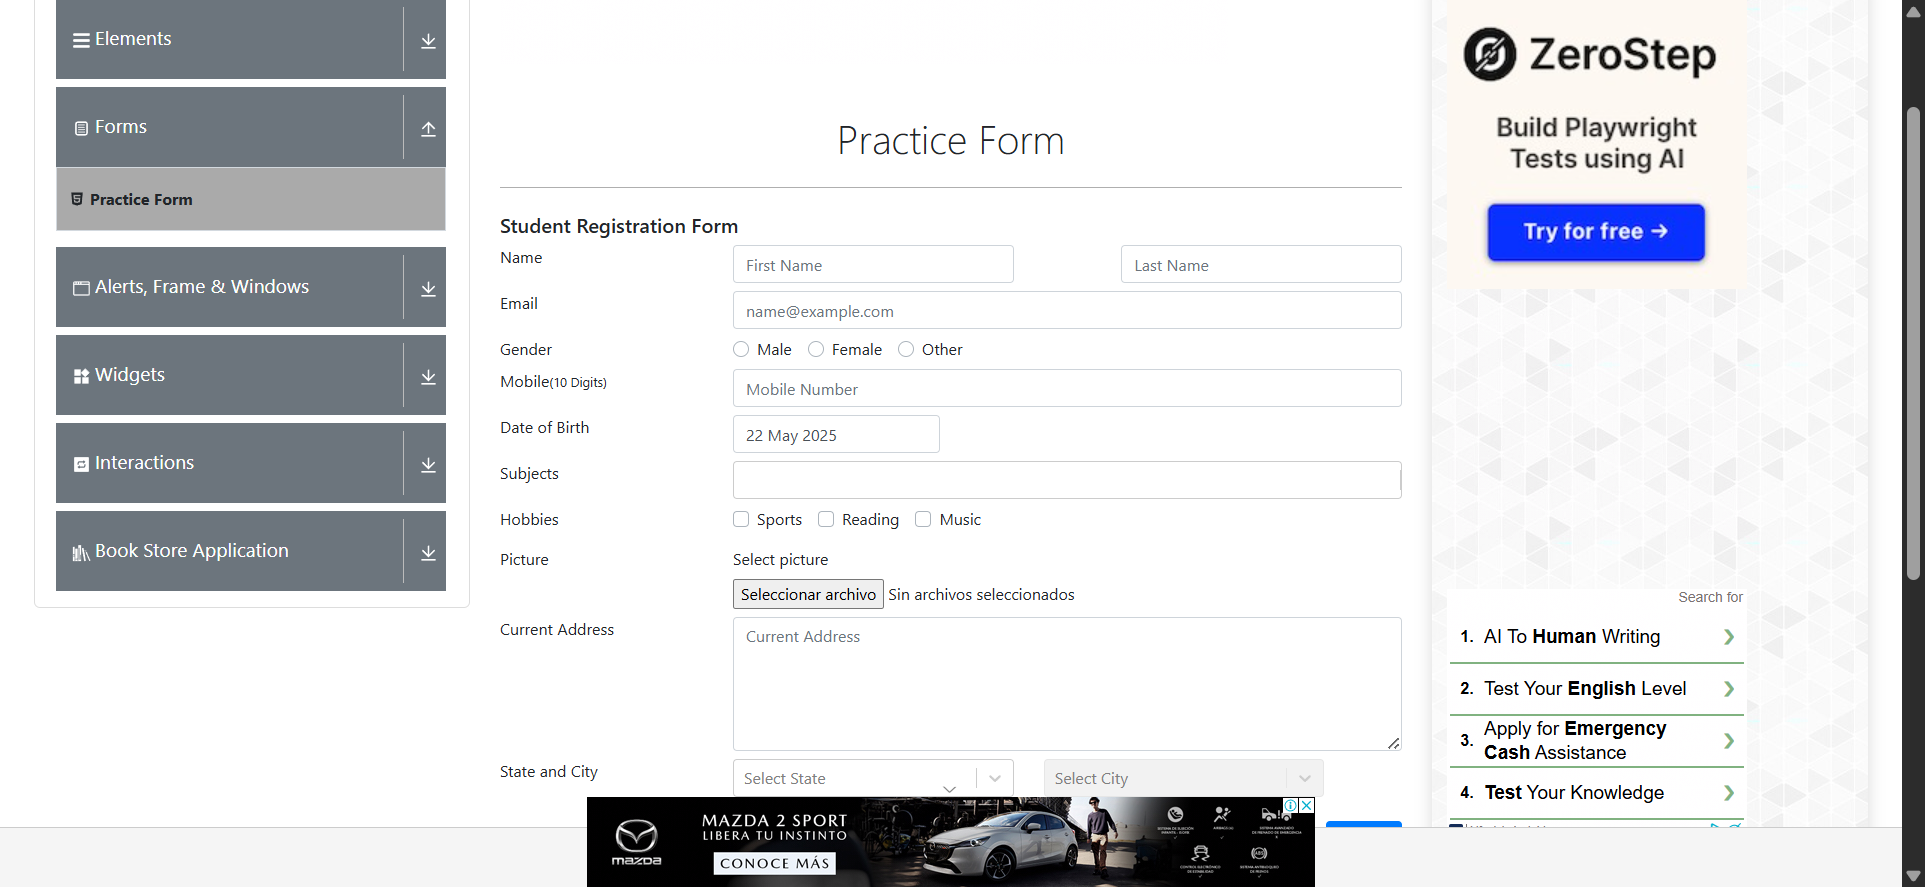 Elements
Forms
Practice Form
Alerts, Frame & Windows
Widgets
Interactions
Book Store Application
Practice Form
Student Registration Form
Name
First Name
Last Name
Email
name@example.com
Gender
Male
Female
Other
Mobile(10 Digits)
Mobile Number
Date of Birth
22 May 2025
Subjects
Hobbies
Sports
Reading
Music
Picture
Select picture
Seleccionar archivo
Sin archivos seleccionados
Current Address
Current Address
State and City
Select State
Select City
MAZDA 2 SPORT
LIBERA TU INSTINTO
CONOCE MÁS
mazda
ZeroStep
Build Playwright
Tests using AI
Try for free →
Search for
1. AI To Human Writing
2. Test Your English Level
3. Apply for Emergency
Cash Assistance
4. Test Your Knowledge